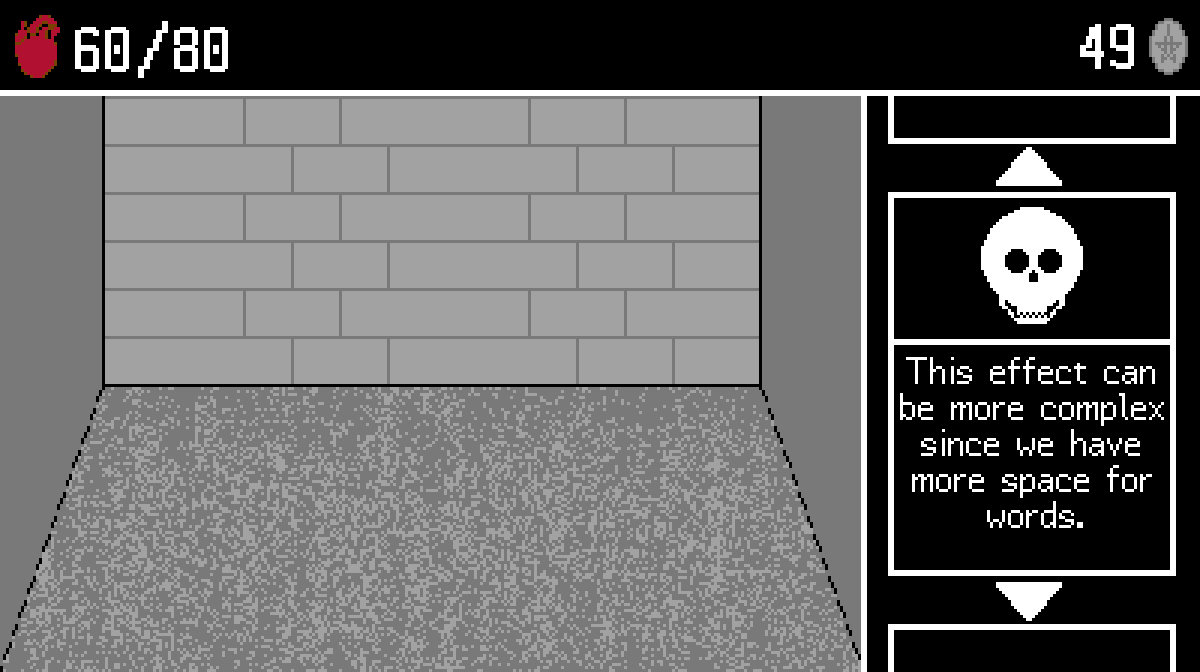 60/80
49
This effect can
be more complex
since we have
more space for
words.